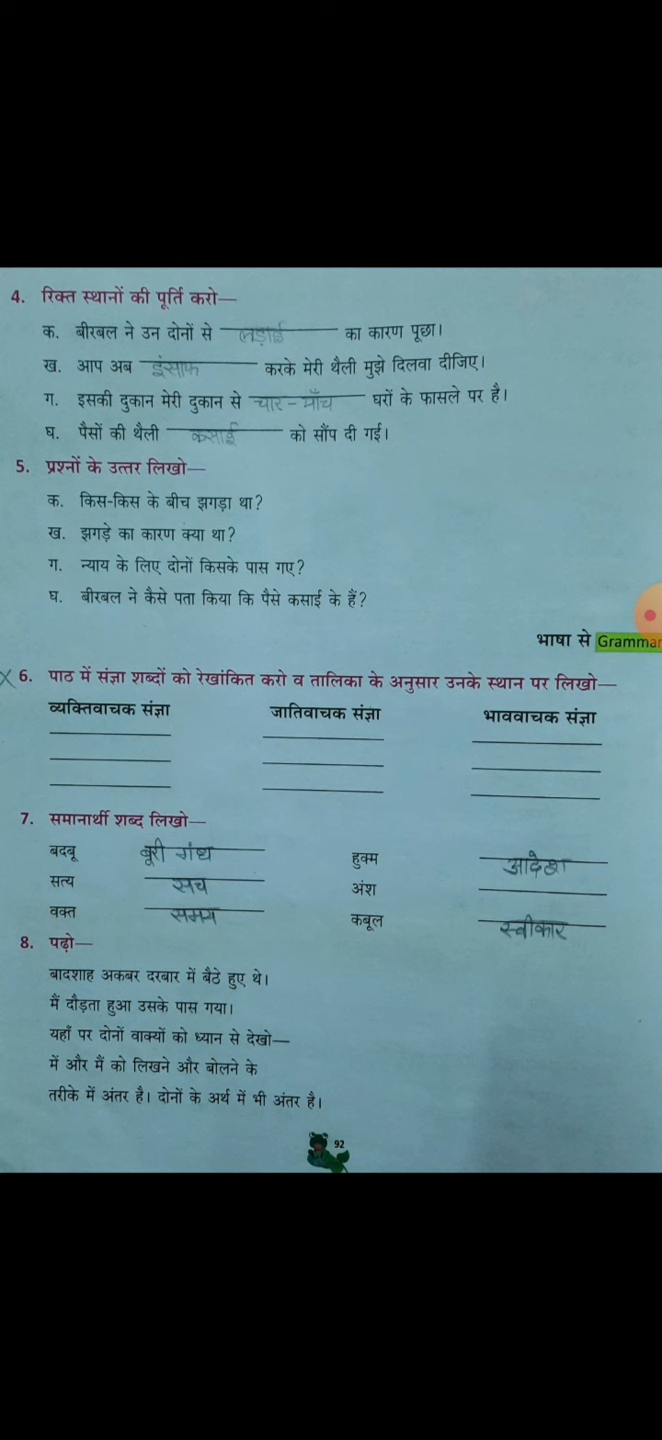 4. रिक्त स्थानों की पूर्ति करो—
क. बीरबल ने उन दोनों से लड़ाई का कारण पूछा।
ख. आप अब इंसाफ करके मेरी थैली मुझे दिलवा दीजिए।
ग. इसकी दुकान मेरी दुकान से चार-पाँच घरों के फासले पर है।
घ. पैसों की थैली कसाई को सौंप दी गई।
5. प्रश्नों के उत्तर लिखो—
क. किस-किस के बीच झगड़ा था?
ख. झगड़े का कारण क्या था?
ग. न्याय के लिए दोनों किसके पास गए?
घ. बीरबल ने कैसे पता किया कि पैसे कसाई के हैं?
भाषा से Grammar
x 6. पाठ में संज्ञा शब्दों को रेखांकित करो व तालिका के अनुसार उनके स्थान पर लिखो—
व्यक्तिवाचक संज्ञा जातिवाचक संज्ञा भाववाचक संज्ञा
7. समानार्थी शब्द लिखो—
बदबू बूरी गंध हुक्म आदेश
सत्य सच अंश
वक्त समय कबूल स्वीकार
8. पढ़ो—
बादशाह अकबर दरबार में बैठे हुए थे।
मैं दौड़ता हुआ उसके पास गया।
यहाँ पर दोनों वाक्यों को ध्यान से देखो—
में और मैं को लिखने और बोलने के
तरीके में अंतर है। दोनों के अर्थ में भी अंतर है।
92